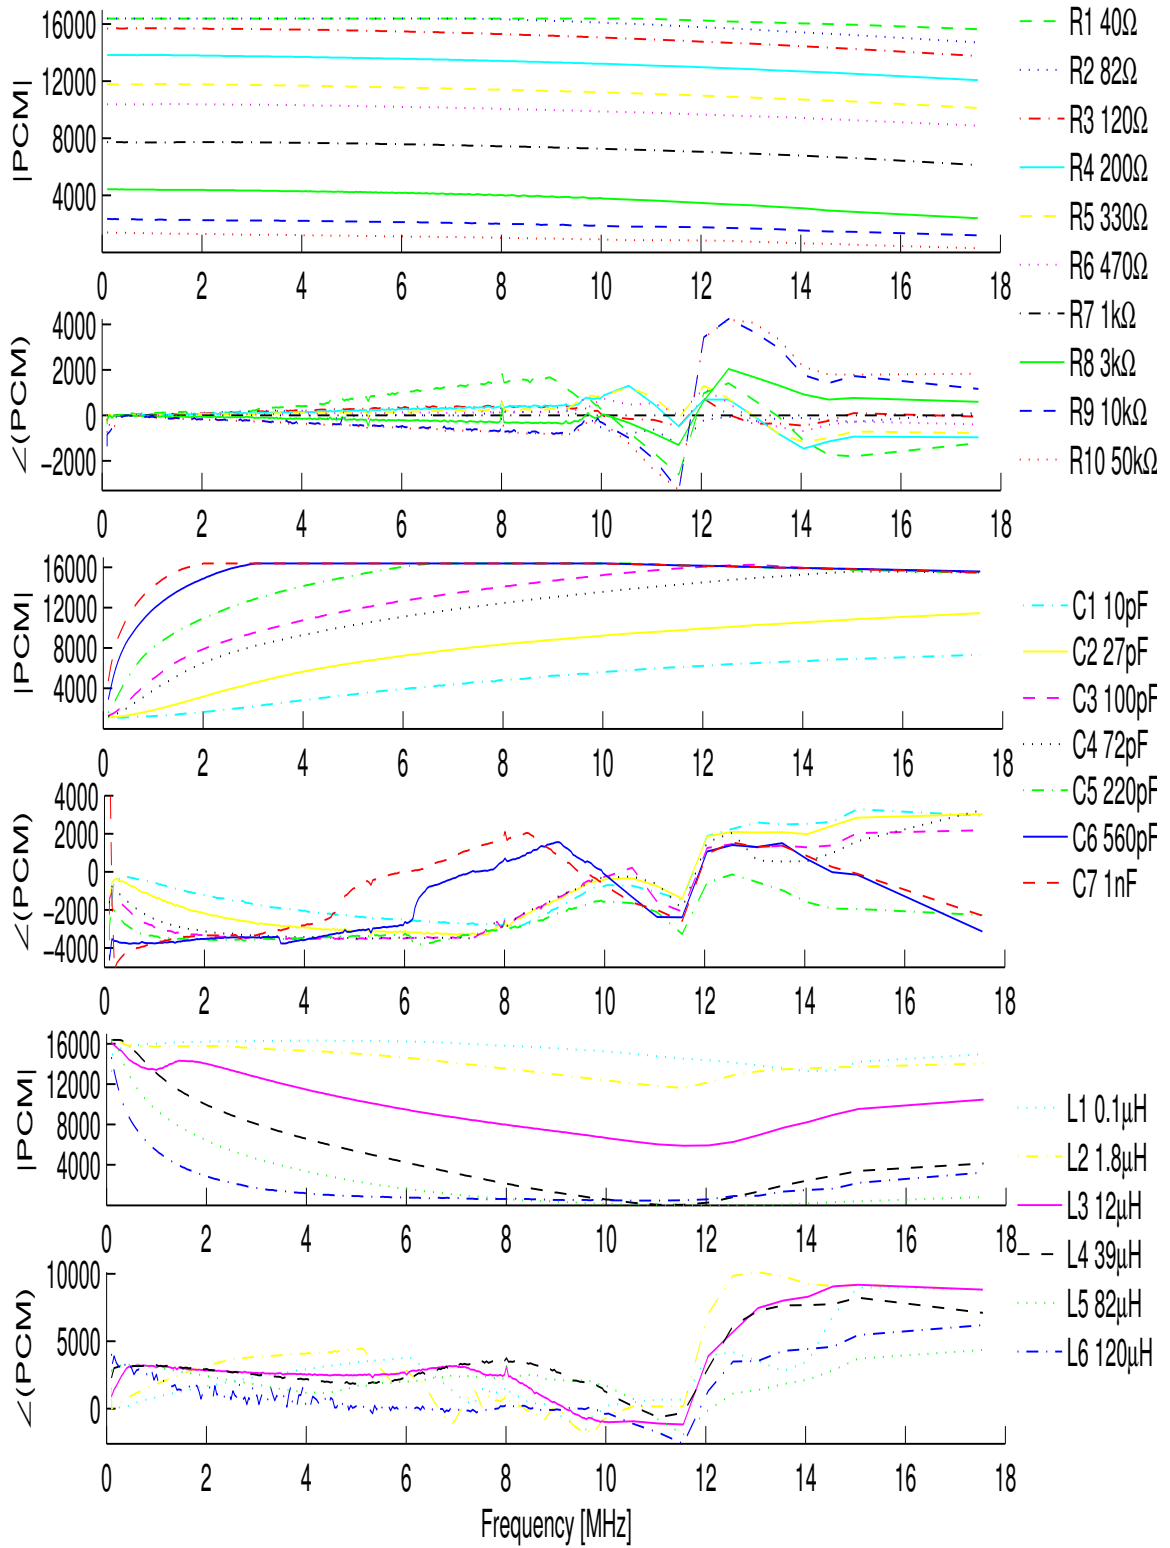 16000
12000
8000
4000
|PCM|
0 2 4 6 8 10 12 14 16 18
R1 40Ω
R2 82Ω
R3 120Ω
R4 200Ω
R5 330Ω
R6 470Ω
R7 1kΩ
R8 3kΩ
R9 10kΩ
R10 50kΩ
4000
2000
0
−2000
∠(PCM)
0 2 4 6 8 10 12 14 16 18
16000
12000
8000
4000
|PCM|
0 2 4 6 8 10 12 14 16 18
C1 10pF
C2 27pF
C3 100pF
C4 72pF
C5 220pF
C6 560pF
C7 1nF
4000
2000
0
−2000
−4000
∠(PCM)
0 2 4 6 8 10 12 14 16 18
16000
12000
8000
4000
|PCM|
0 2 4 6 8 10 12 14 16 18
L1 0.1μH
L2 1.8μH
L3 12μH
L4 39μH
L5 82μH
L6 120μH
10000
5000
0
∠(PCM)
0 2 4 6 8 10 12 14 16 18
Frequency [MHz]